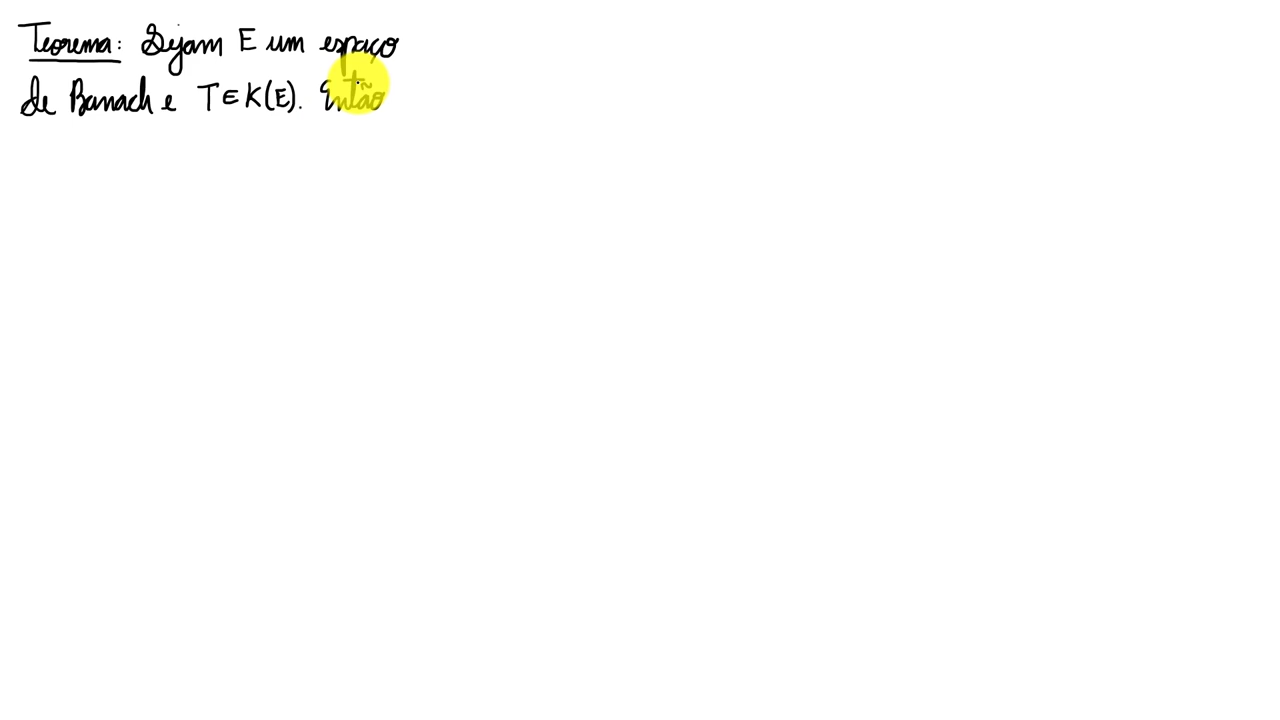 Teorema: Sejam E um espaço
de Banach e T ∈ K(E). Então